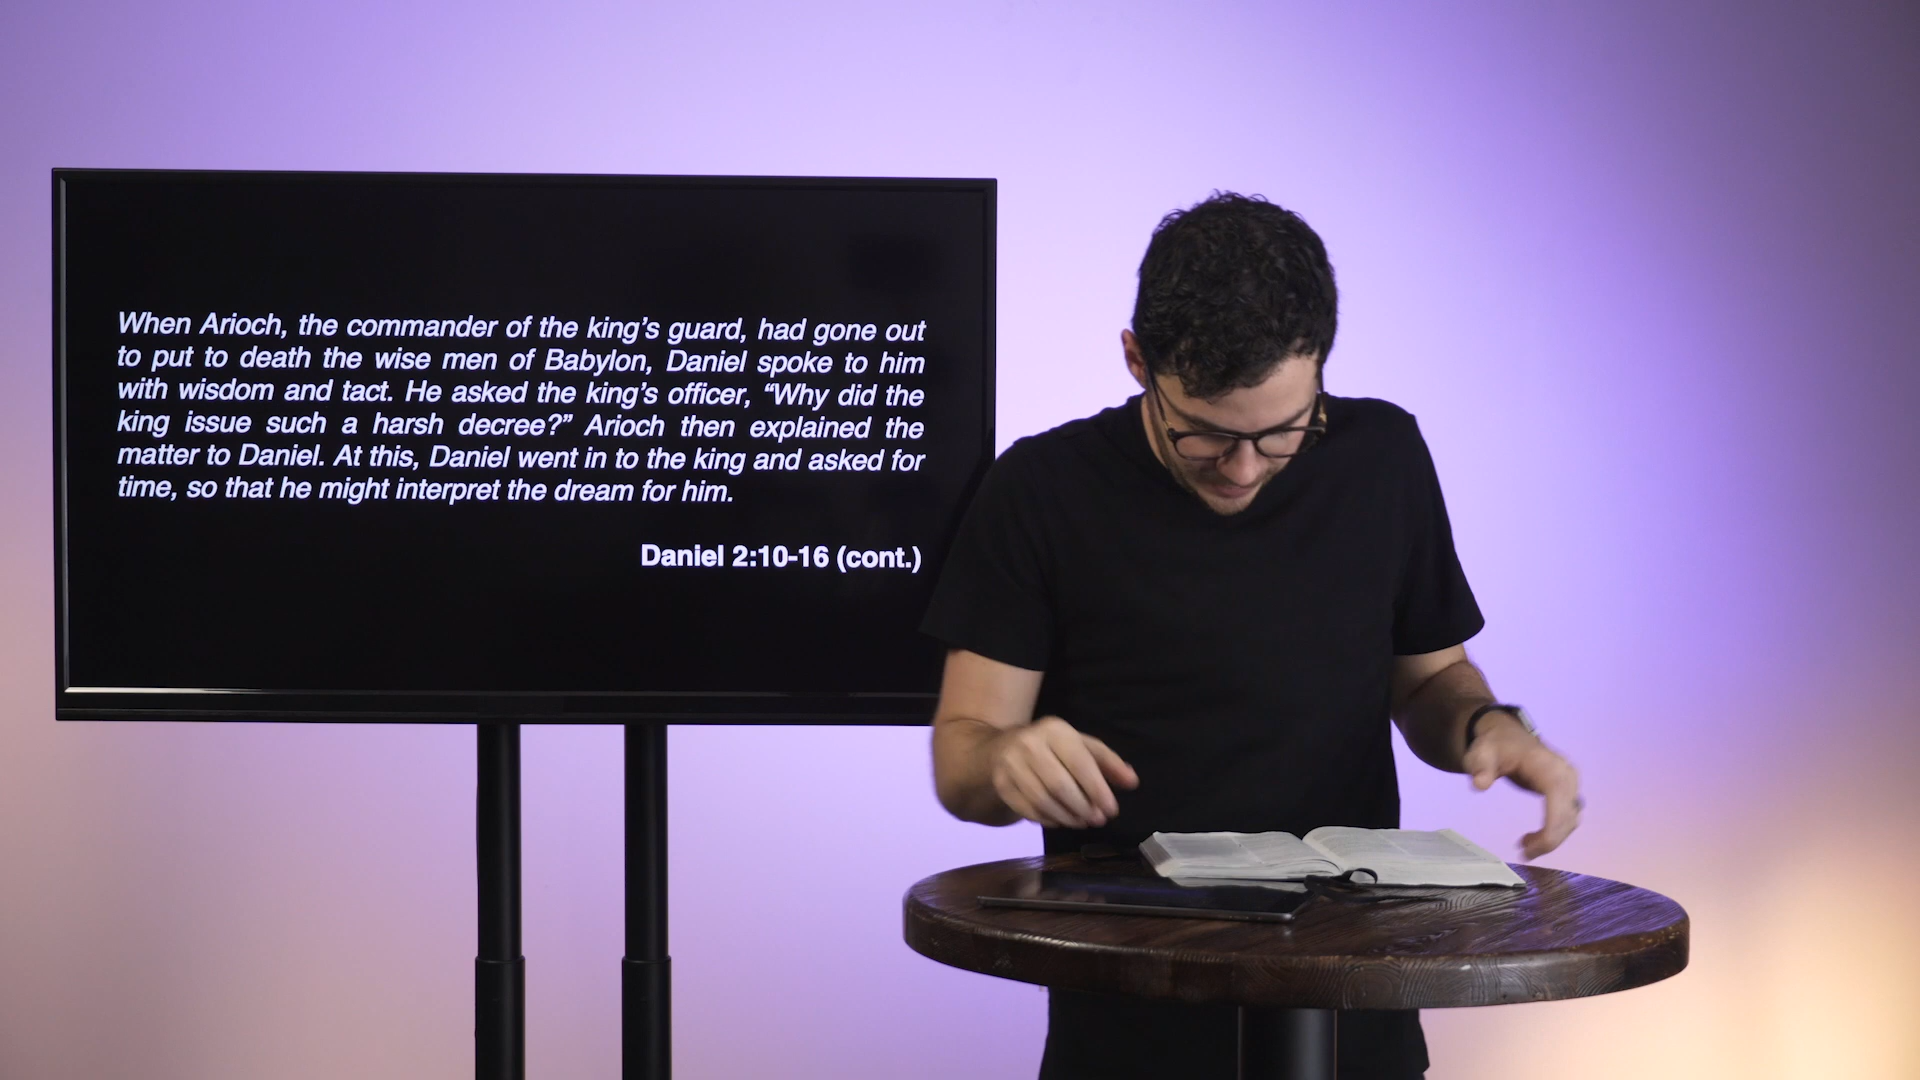 When Arioch, the commander of the king’s guard, had gone out
to put to death the wise men of Babylon, Daniel spoke to him
with wisdom and tact. He asked the king’s officer, “Why did the
king issue such a harsh decree?” Arioch then explained the
matter to Daniel. At this, Daniel went in to the king and asked for
time, so that he might interpret the dream for him.
Daniel 2:10-16 (cont.)